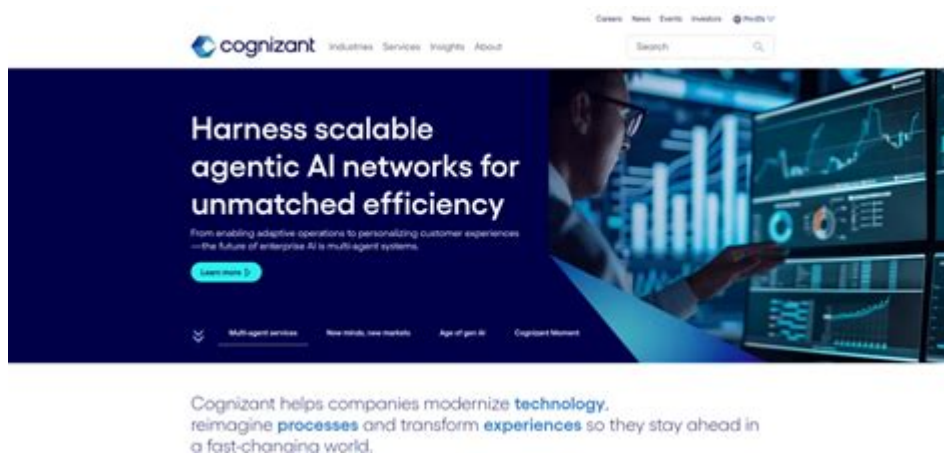 Careers News Events Investors
cognizant Industries Services Insights About
Search
Harness scalable
agentic AI networks for
unmatched efficiency
From enabling adaptive operations to personalizing customer experiences
—the future of enterprise AI is multi-agent systems.
Learn more
Multi-agent services New minds, new markets Age of gen AI Cognizant Moment
Cognizant helps companies modernize technology,
reimagine processes and transform experiences so they stay ahead in
a fast-changing world.